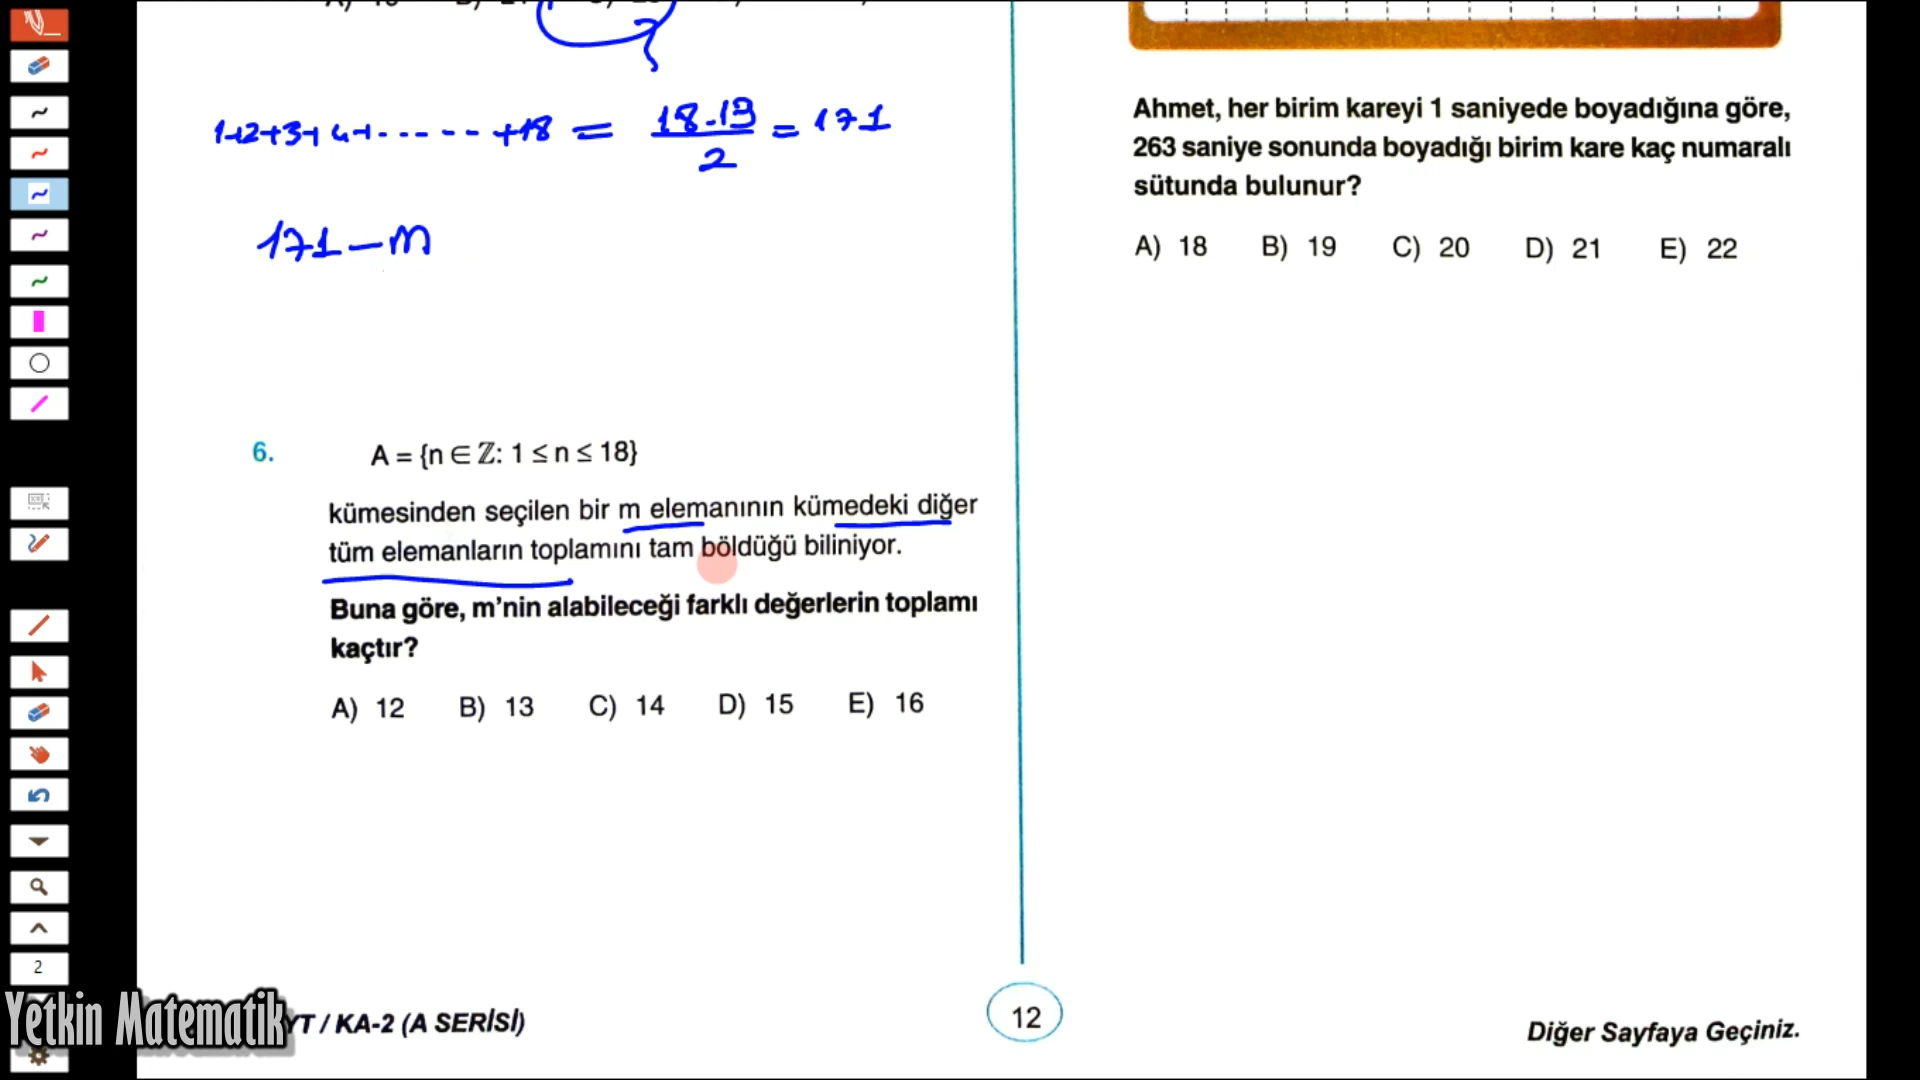 1+2+3+4+......+18 = 18.19 / 2 = 171
171-m
6. A = {n ∈ ℤ: 1 ≤ n ≤ 18}
kümesinden seçilen bir m elemanının kümedeki diğer
tüm elemanların toplamını tam böldüğü biliniyor.
Buna göre, m'nin alabileceği farklı değerlerin toplamı
kaçtır?
A) 12 B) 13 C) 14 D) 15 E) 16
Ahmet, her birim kareyi 1 saniyede boyadığına göre,
263 saniye sonunda boyadığı birim kare kaç numaralı
sütunda bulunur?
A) 18 B) 19 C) 20 D) 21 E) 22
2
Yetkin Matematik
YT / KA-2 (A SERİSİ)
12
Diğer Sayfaya Geçiniz.